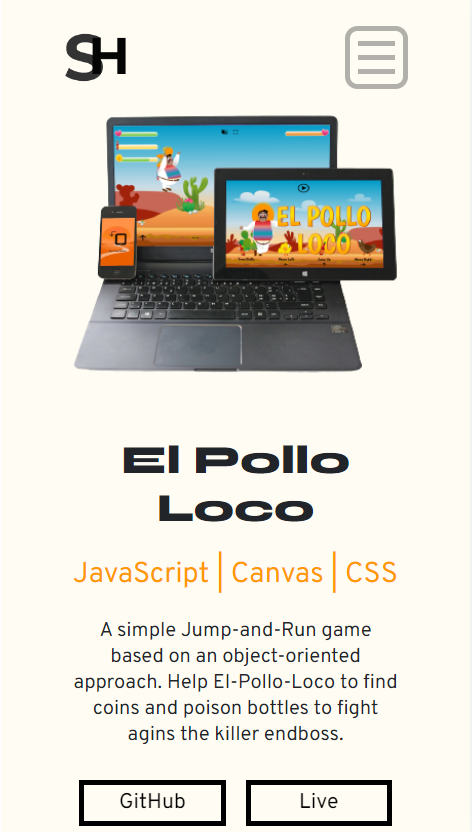 SH
EL POLLO
LOCO
El Pollo
Loco
JavaScript | Canvas | CSS
A simple Jump-and-Run game
based on an object-oriented
approach. Help El-Pollo-Loco to find
coins and poison bottles to fight
agins the killer endboss.
GitHub
Live